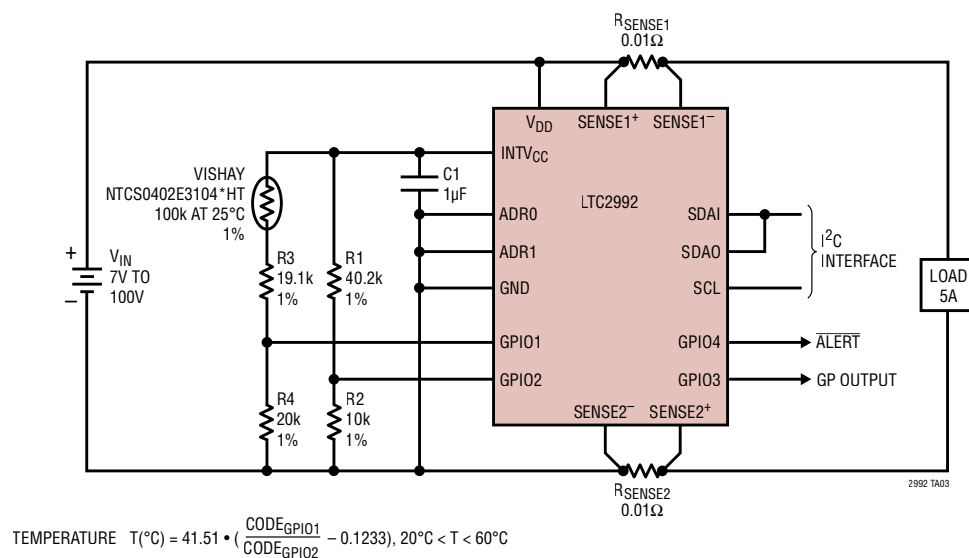 RSENSE1
0.01Ω
VDD
SENSE1+
SENSE1−
INTVCC
VISHAY
NTCS0402E3104*HT
100k AT 25°C
1%
C1
1µF
LTC2992
ADR0
SDAI
I2C
INTERFACE
ADR1
SDAO
+
VIN
7V TO
100V
−
R3
19.1k
1%
R1
40.2k
1%
GND
SCL
LOAD
5A
GPIO1
GPIO4
ALERT
GPIO2
GPIO3
GP OUTPUT
R4
20k
1%
R2
10k
1%
SENSE2−
SENSE2+
RSENSE2
0.01Ω
2992 TA03
TEMPERATURE T(°C) = 41.51 • ( CODEGPIO1 / CODEGPIO2 – 0.1233), 20°C < T < 60°C